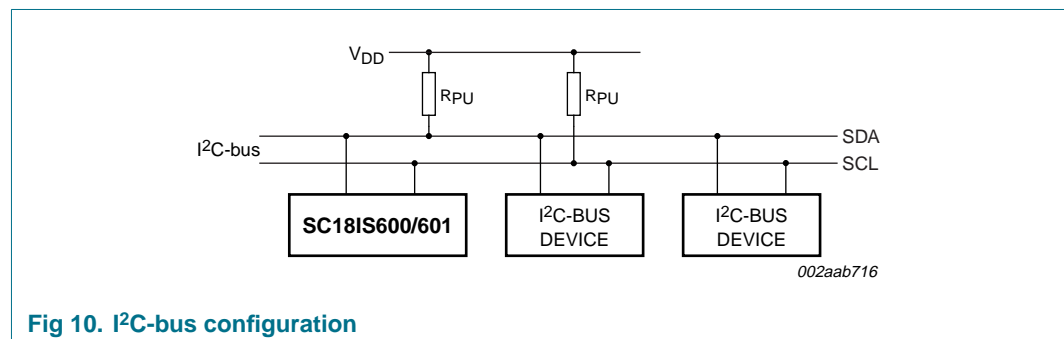 VDD
RPU RPU
SDA
I2C-bus
SCL
SC18IS600/601
I2C-BUS
DEVICE
I2C-BUS
DEVICE
002aab716
Fig 10. I2C-bus configuration